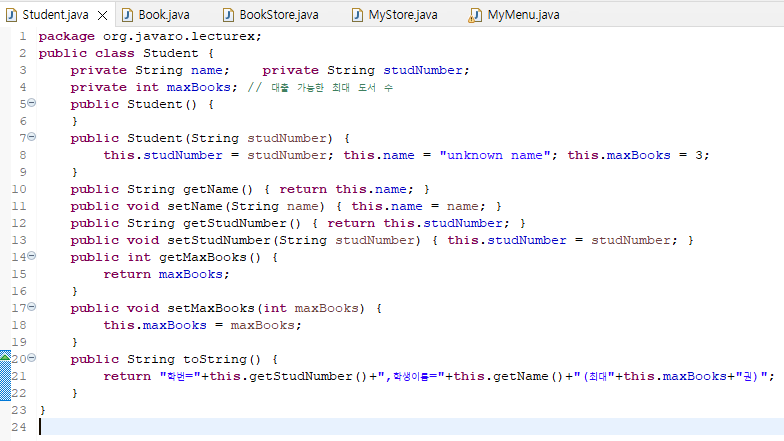 Student.java Book.java BookStore.java MyStore.java MyMenu.java
1 package org.javaro.lecturex;
2 public class Student {
3     private String name;    private String studNumber;
4     private int maxBooks; // 대출 가능한 최대 도서 수
5     public Student() {
6     }
7     public Student(String studNumber) {
8         this.studNumber = studNumber; this.name = "unknown name"; this.maxBooks = 3;
9     }
10     public String getName() { return this.name; }
11     public void setName(String name) { this.name = name; }
12     public String getStudNumber() { return this.studNumber; }
13     public void setStudNumber(String studNumber) { this.studNumber = studNumber; }
14     public int getMaxBooks() {
15         return maxBooks;
16     }
17     public void setMaxBooks(int maxBooks) {
18         this.maxBooks = maxBooks;
19     }
20     public String toString() {
21         return "학번="+this.getStudNumber()+",학생이름="+this.getName()+"(최대"+this.maxBooks+"권)";
22     }
23 }
24